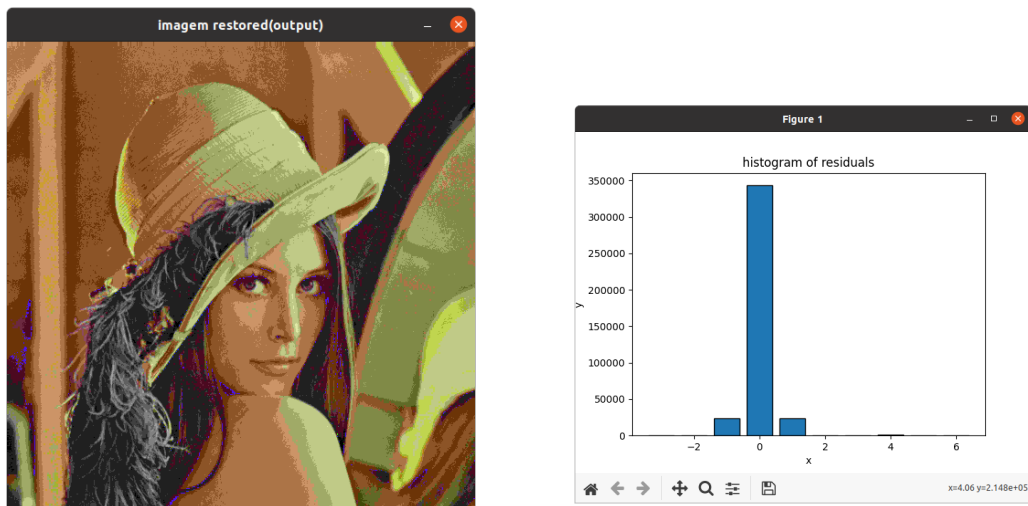 imagem restored(output)
Figure 1
histogram of residuals
350000
300000
250000
200000
150000
100000
50000
0
y
−2 0 2 4 6
x
x=4.06 y=2.148e+05